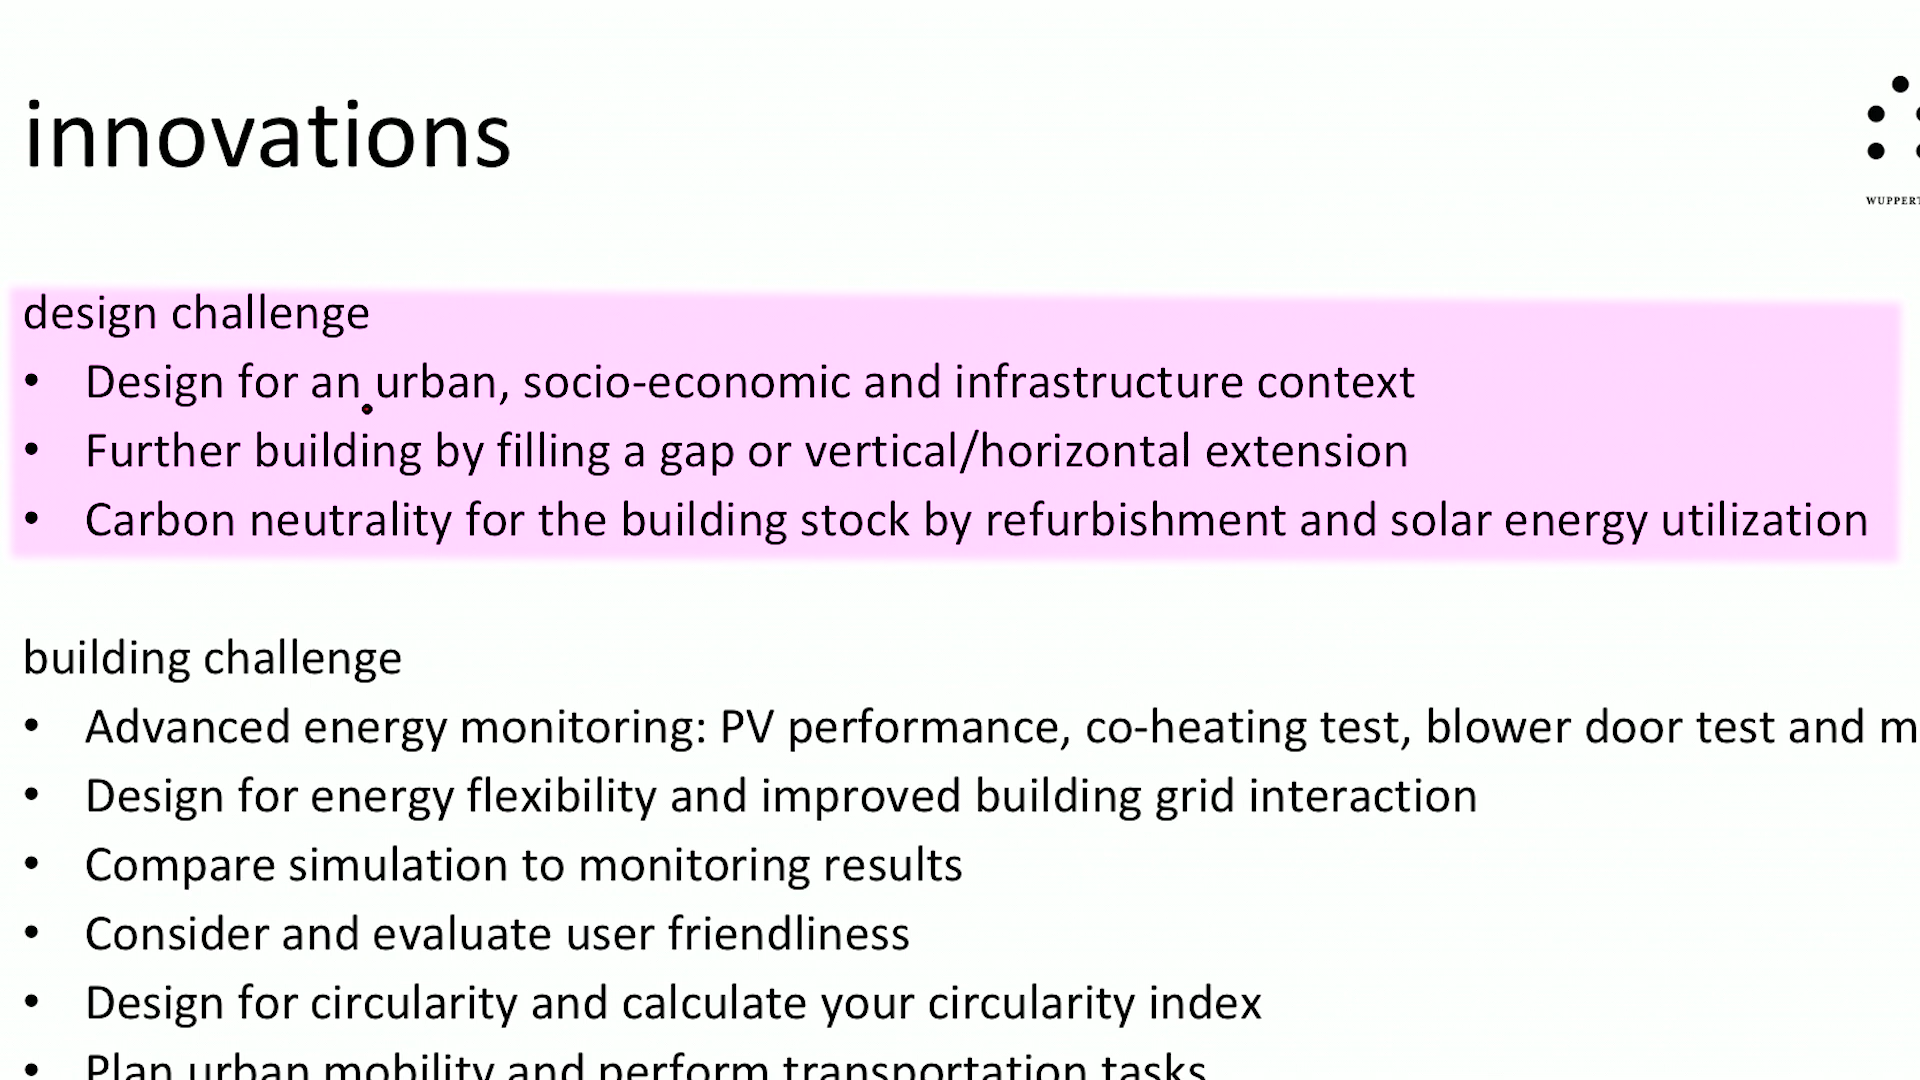 innovations
WUPPERT
design challenge
• Design for an urban, socio-economic and infrastructure context
• Further building by filling a gap or vertical/horizontal extension
• Carbon neutrality for the building stock by refurbishment and solar energy utilization
building challenge
• Advanced energy monitoring: PV performance, co-heating test, blower door test and m
• Design for energy flexibility and improved building grid interaction
• Compare simulation to monitoring results
• Consider and evaluate user friendliness
• Design for circularity and calculate your circularity index
• Plan urban mobility and perform transportation tasks